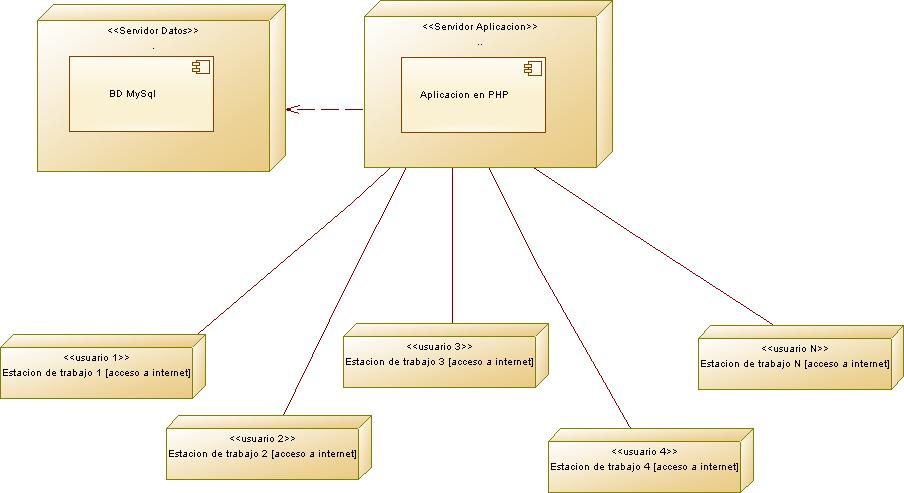 <<Servidor Datos>>
.
BD MySql
<<Servidor Aplicacion>>
..
Aplicacion en PHP
<<usuario 1>>
Estacion de trabajo 1 [acceso a internet]
<<usuario 2>>
Estacion de trabajo 2 [acceso a internet]
<<usuario 3>>
Estacion de trabajo 3 [acceso a internet]
<<usuario 4>>
Estacion de trabajo 4 [acceso a internet]
<<usuario N>>
Estacion de trabajo N [acceso a internet]